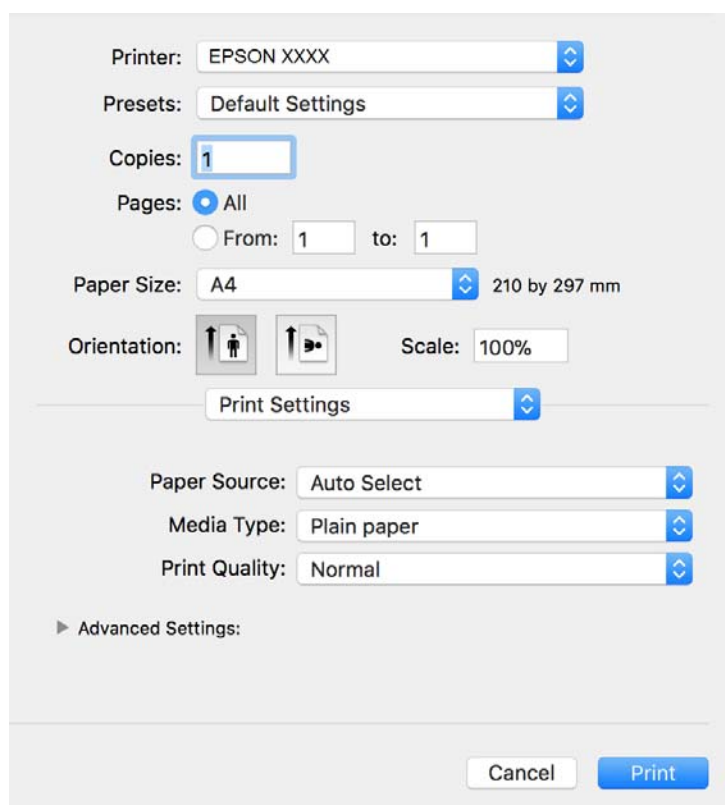 Printer: EPSON XXXX
Presets: Default Settings
Copies: 1
Pages: All
From: 1 to: 1
Paper Size: A4 210 by 297 mm
Orientation: Scale: 100%
Print Settings
Paper Source: Auto Select
Media Type: Plain paper
Print Quality: Normal
Advanced Settings:
Cancel Print